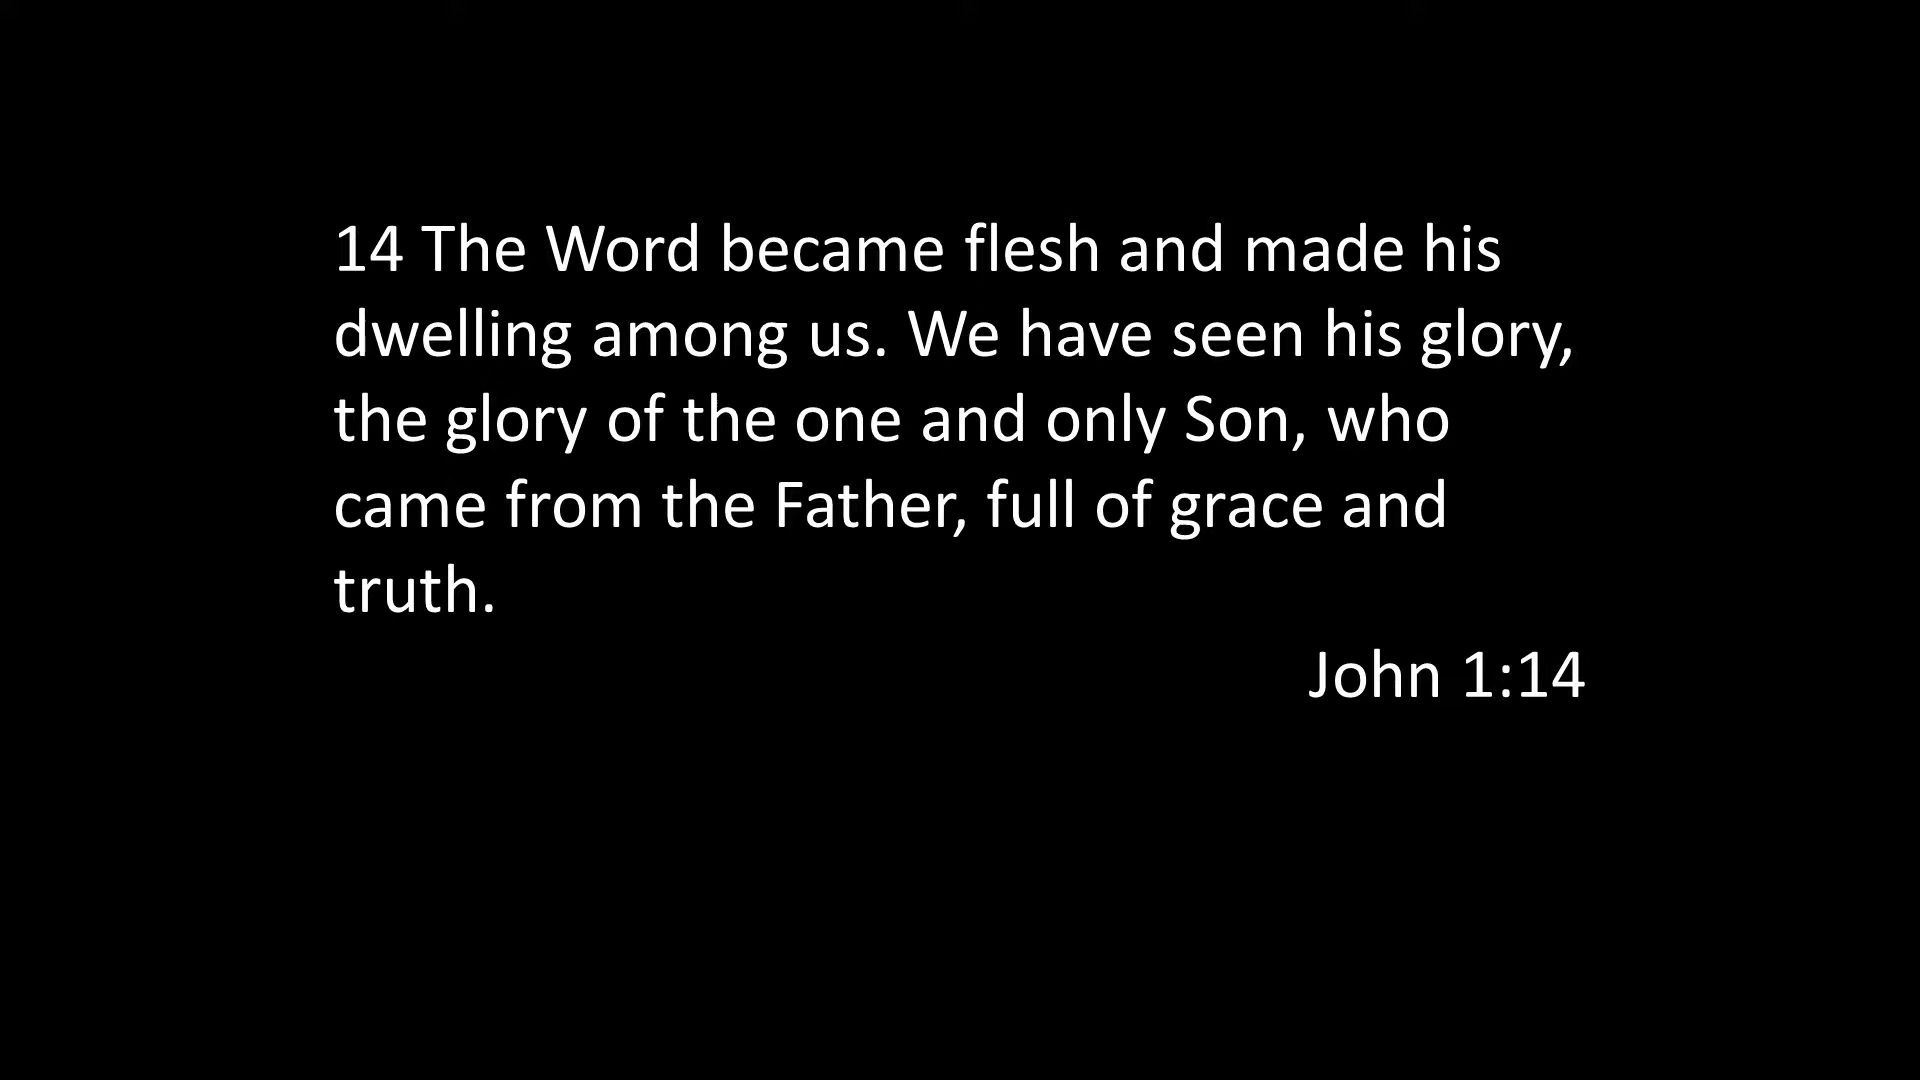 14 The Word became flesh and made his
dwelling among us. We have seen his glory,
the glory of the one and only Son, who
came from the Father, full of grace and
truth.
John 1:14